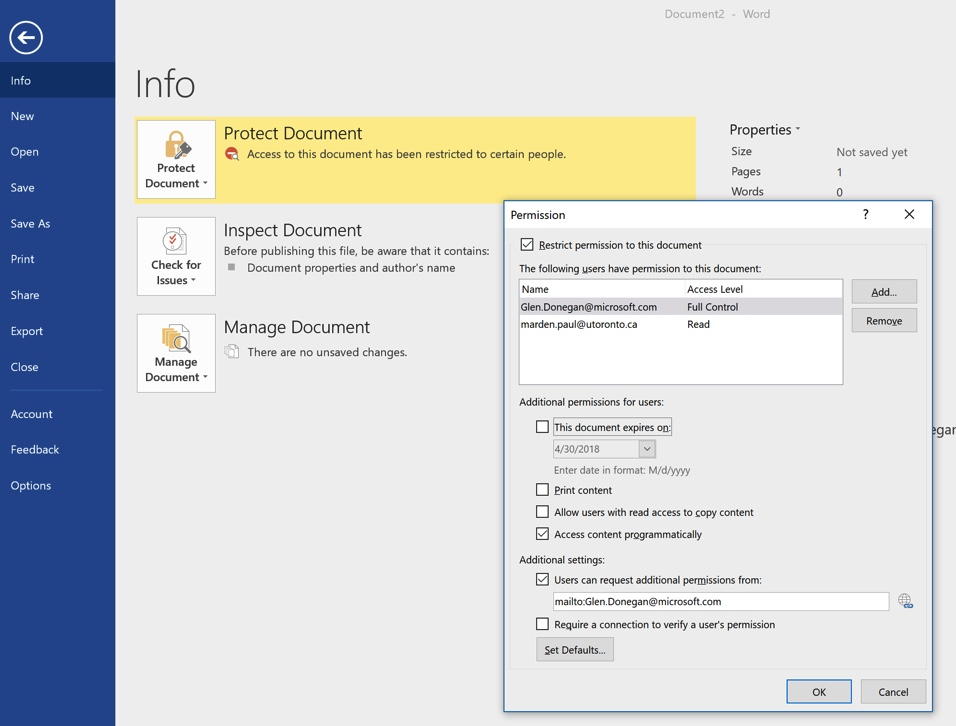 Document2 - Word
Info
New
Open
Save
Save As
Print
Share
Export
Close
Account
Feedback
Options
Info
Protect Document
Protect Document
Access to this document has been restricted to certain people.
Check for Issues
Inspect Document
Before publishing this file, be aware that it contains:
Document properties and author's name
Manage Document
Manage Document
There are no unsaved changes.
Properties
Size Not saved yet
Pages 1
Words 0
Permission ?
Restrict permission to this document
The following users have permission to this document:
Name Access Level
Glen.Donegan@microsoft.com Full Control
marden.paul@utoronto.ca Read
Add...
Remove
Additional permissions for users:
This document expires on:
4/30/2018
Enter date in format: M/d/yyyy
Print content
Allow users with read access to copy content
Access content programmatically
Additional settings:
Users can request additional permissions from:
mailto:Glen.Donegan@microsoft.com
Require a connection to verify a user's permission
Set Defaults...
OK Cancel